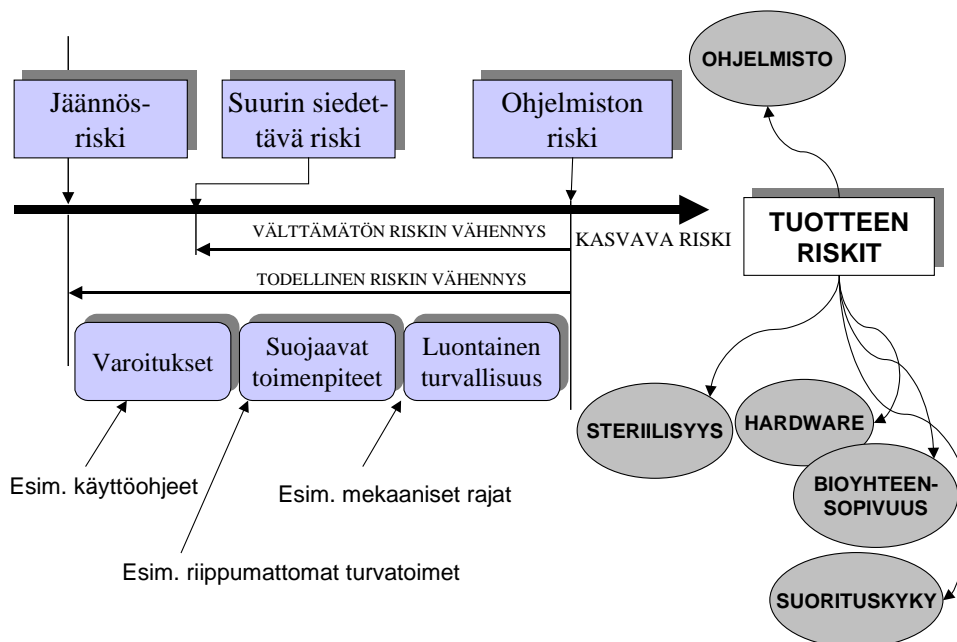 OHJELMISTO
Jäännös-
riski
Suurin siedet-
tävä riski
Ohjelmiston
riski
VÄLTTÄMÄTÖN RISKIN VÄHENNYS
KASVAVA RISKI
TUOTTEEN
RISKIT
TODELLINEN RISKIN VÄHENNYS
Varoitukset
Suojaavat
toimenpiteet
Luontainen
turvallisuus
STERIILISYYS
HARDWARE
BIOYHTEEN-
SOPIVUUS
SUORITUSKYKY
Esim. käyttöohjeet
Esim. mekaaniset rajat
Esim. riippumattomat turvatoimet